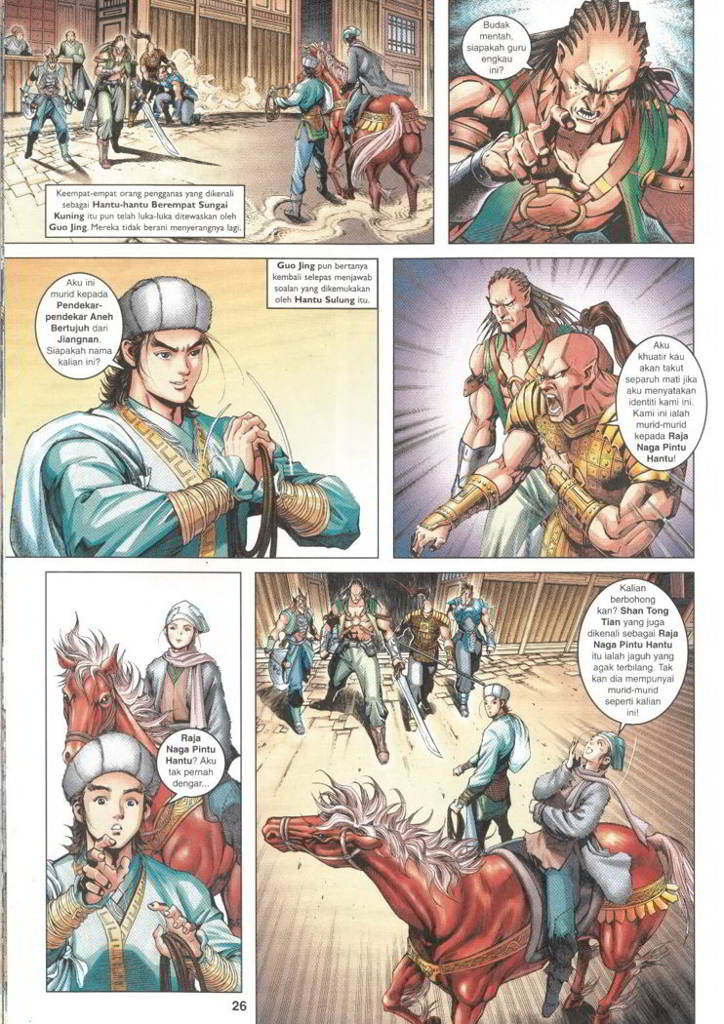 Keempat-empat orang pengganas yang dikenali
sebagai Hantu-hantu Berempat Sungai
Kuning itu pun telah luka-luka ditewaskan oleh
Guo Jing. Mereka tidak berani menyerangnya lagi.
Budak
mentah,
siapakah guru
engkau
ini?
Aku ini
murid kepada
Pendekar-
pendekar Aneh
Bertujuh dari
Jiangnan.
Siapakah nama
kalian ini?
Guo Jing pun bertanya
kembali selepas menjawab
soalan yang dikemukakan
oleh Hantu Sulung itu.
Aku
khuatir kau
akan takut
separuh mati jika
aku menyatakan
identiti kami ini.
Kami ini ialah
murid-murid
kepada Raja
Naga Pintu
Hantu!
Raja
Naga Pintu
Hantu? Aku
tak pernah
dengar...
Kalian
berbohong
kan? Shan Tong
Tian yang juga
dikenali sebagai Raja
Naga Pintu Hantu
itu ialah jaguh yang
agak terbilang. Tak
kan dia mempunyai
murid-murid
seperti kalian
ini!
26